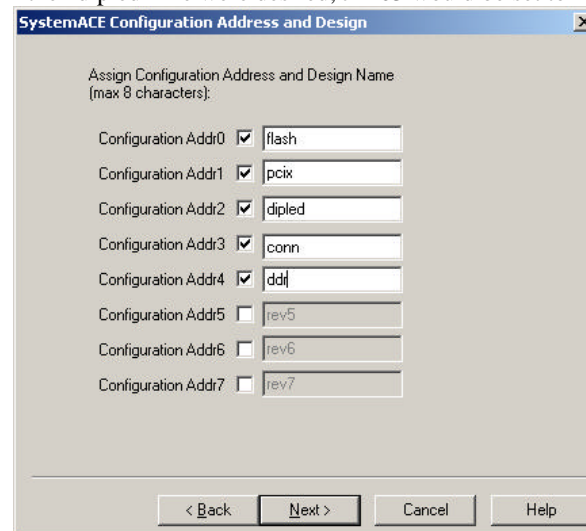 SystemACE Configuration Address and Design
Assign Configuration Address and Design Name
(max 8 characters):
Configuration Addr0 flash
Configuration Addr1 pcix
Configuration Addr2 dipled
Configuration Addr3 conn
Configuration Addr4 ddr
Configuration Addr5 rev5
Configuration Addr6 rev6
Configuration Addr7 rev7
< Back Next > Cancel Help